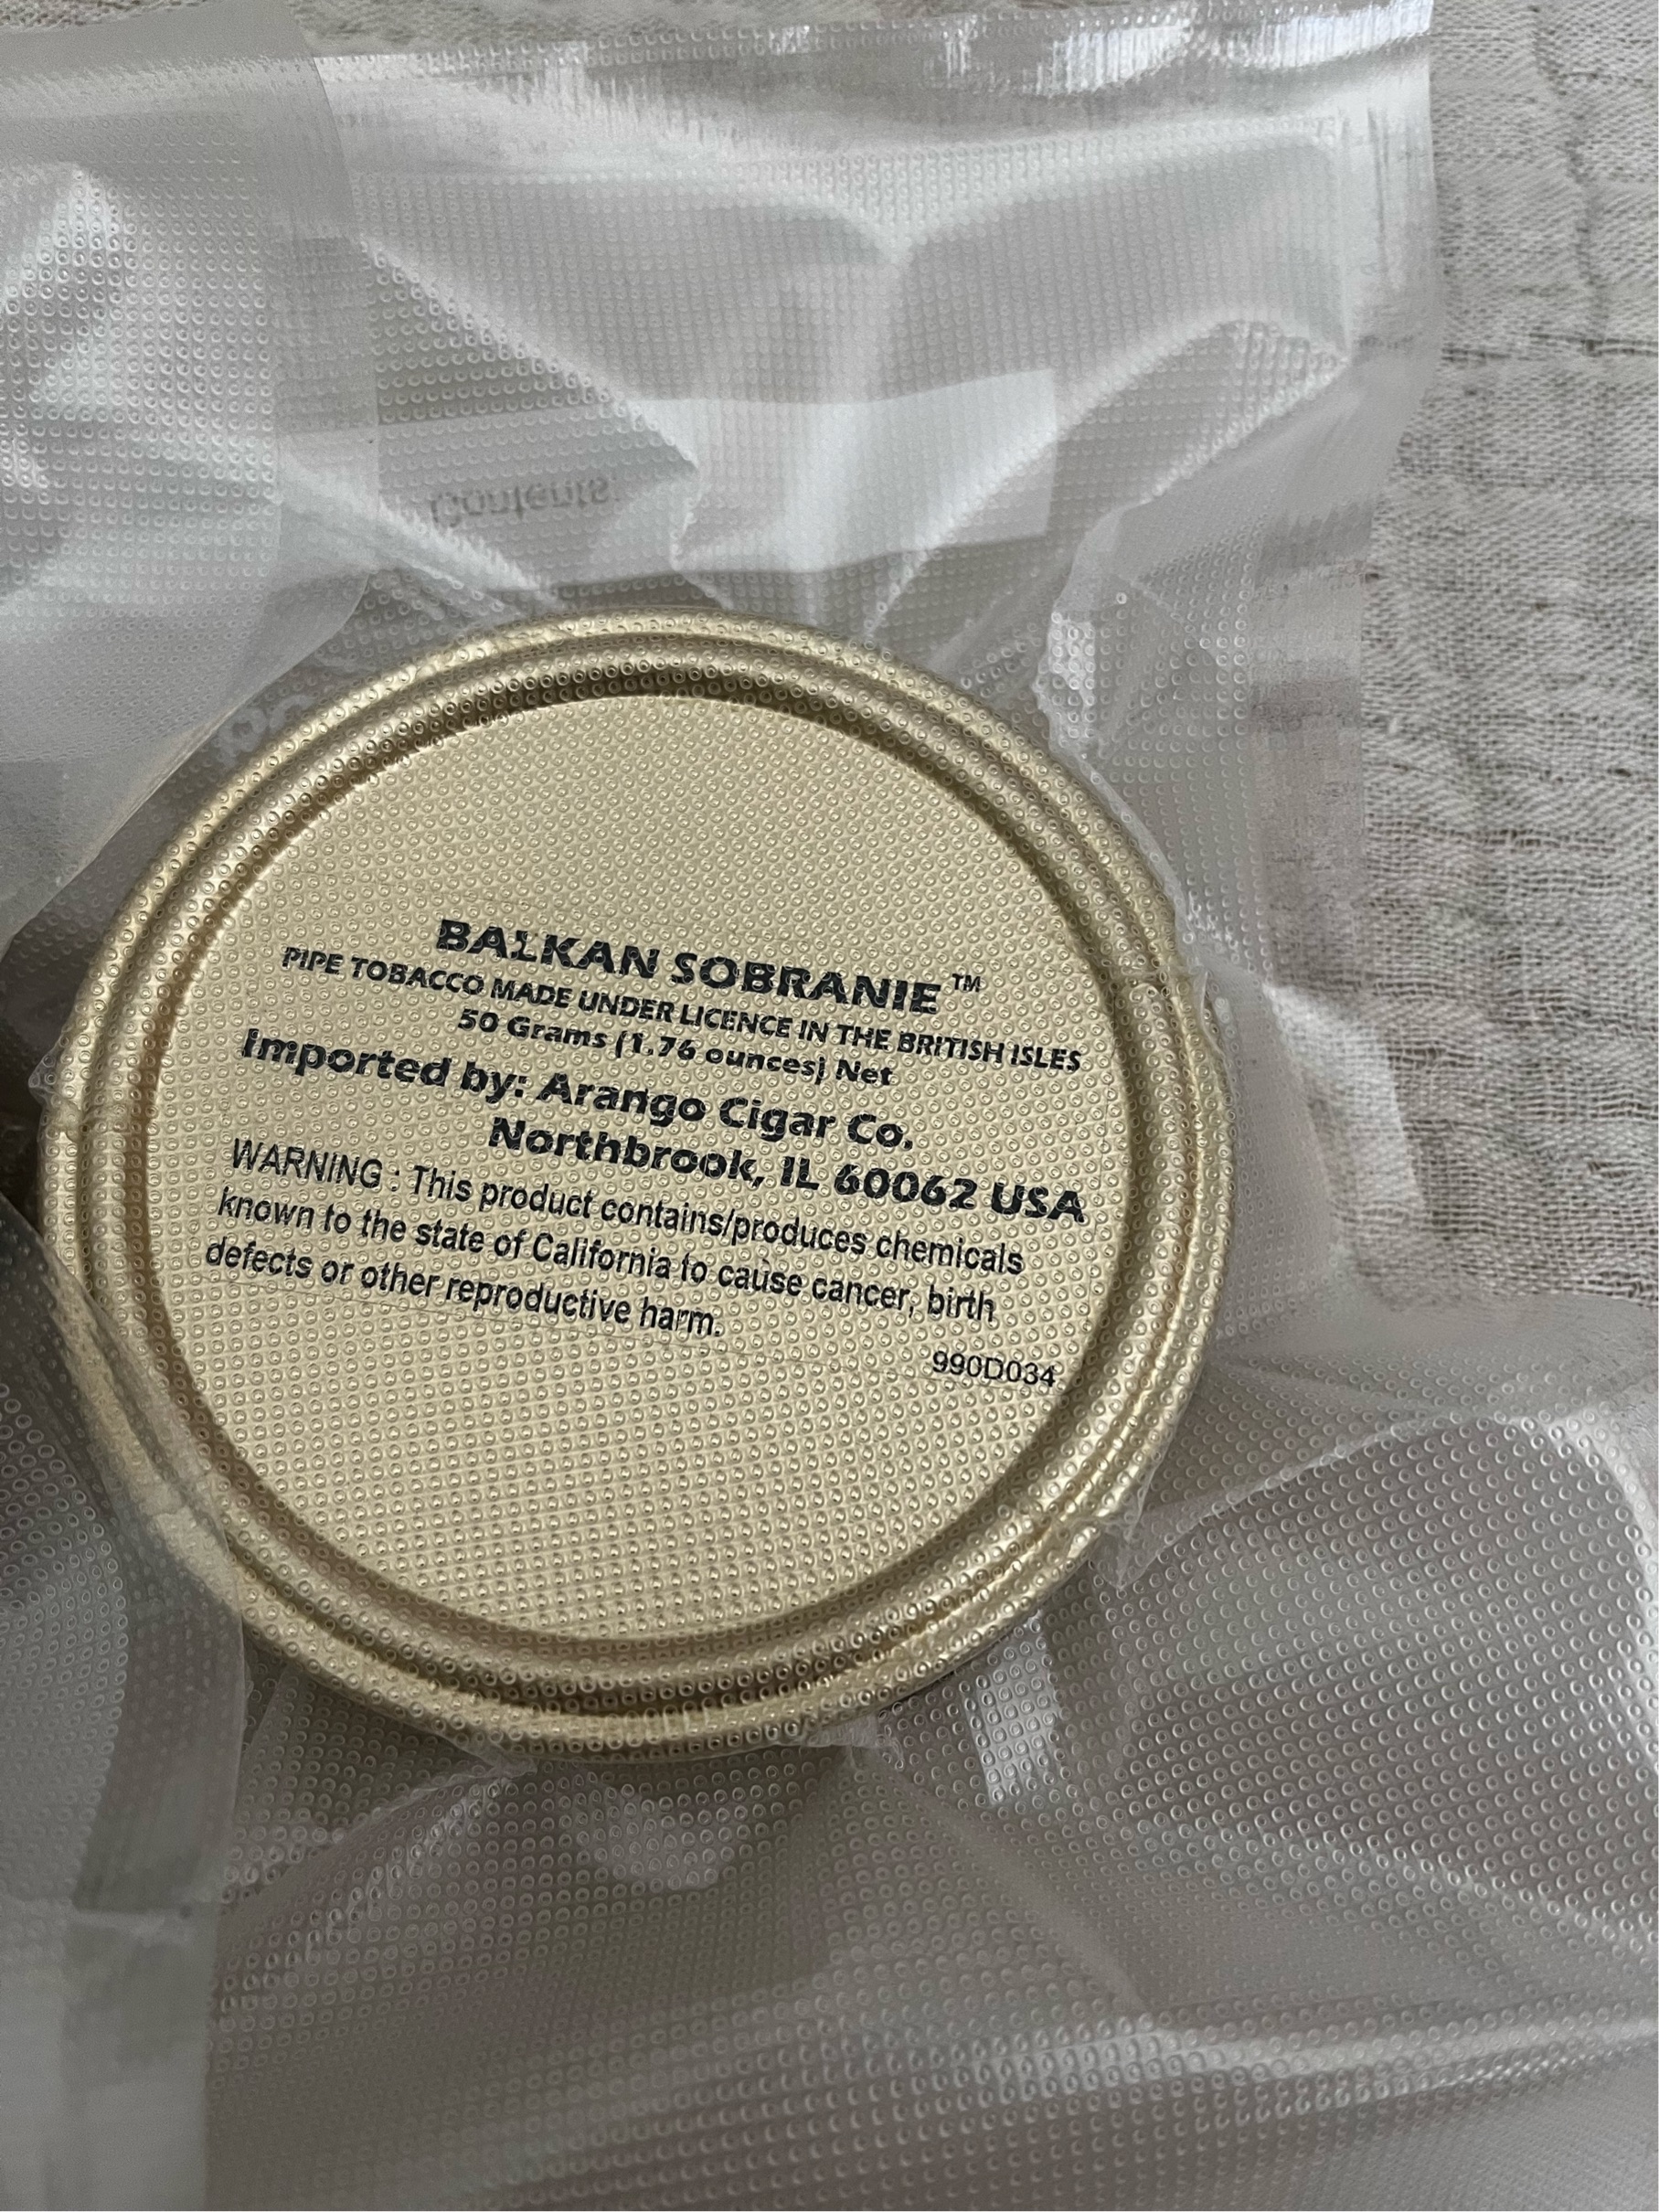 Contents:
BALKAN SOBRANIE™
PIPE TOBACCO MADE UNDER LICENCE IN THE BRITISH ISLES
50 Grams (1.76 ounces) Net
Imported by: Arango Cigar Co.
Northbrook, IL 60062 USA
WARNING : This product contains/produces chemicals
known to the state of California to cause cancer, birth
defects or other reproductive harm.
990D034